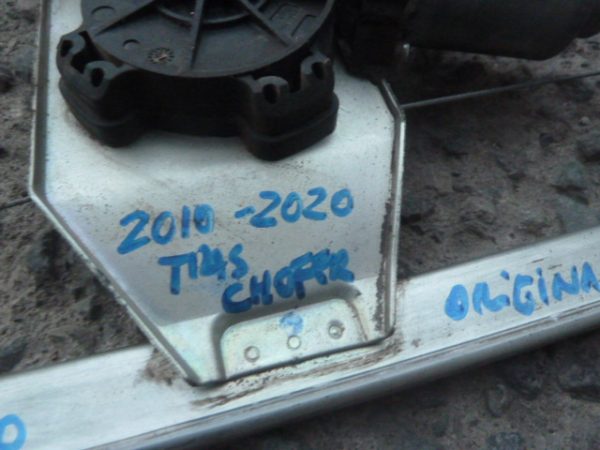 2010 - 2020
TRAS
CHOFER
ORIGINA